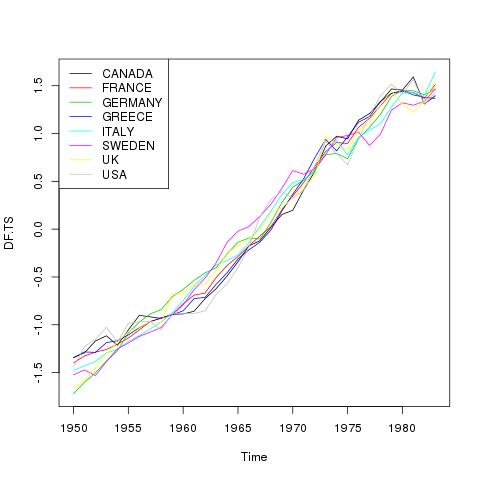 CANADA
FRANCE
GERMANY
GREECE
ITALY
SWEDEN
UK
USA
DF.TS
1.5
1.0
0.5
0.0
-0.5
-1.0
-1.5
1950 1955 1960 1965 1970 1975 1980
Time